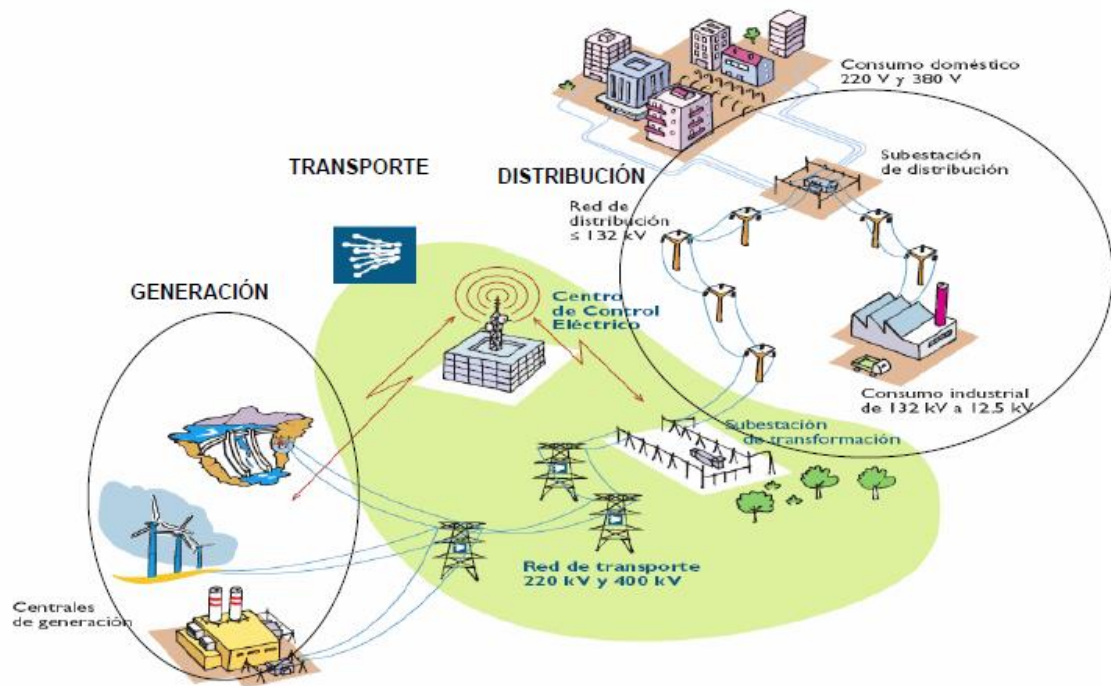 Consumo doméstico
220 V y 380 V
TRANSPORTE
DISTRIBUCIÓN
Subestación
de distribución
Red de
distribución
≤ 132 kV
GENERACIÓN
Centro
de Control
Eléctrico
Consumo industrial
de 132 kV a 12.5 kV
Subestación
de transformación
Red de transporte
220 kV y 400 kV
Centrales
de generación